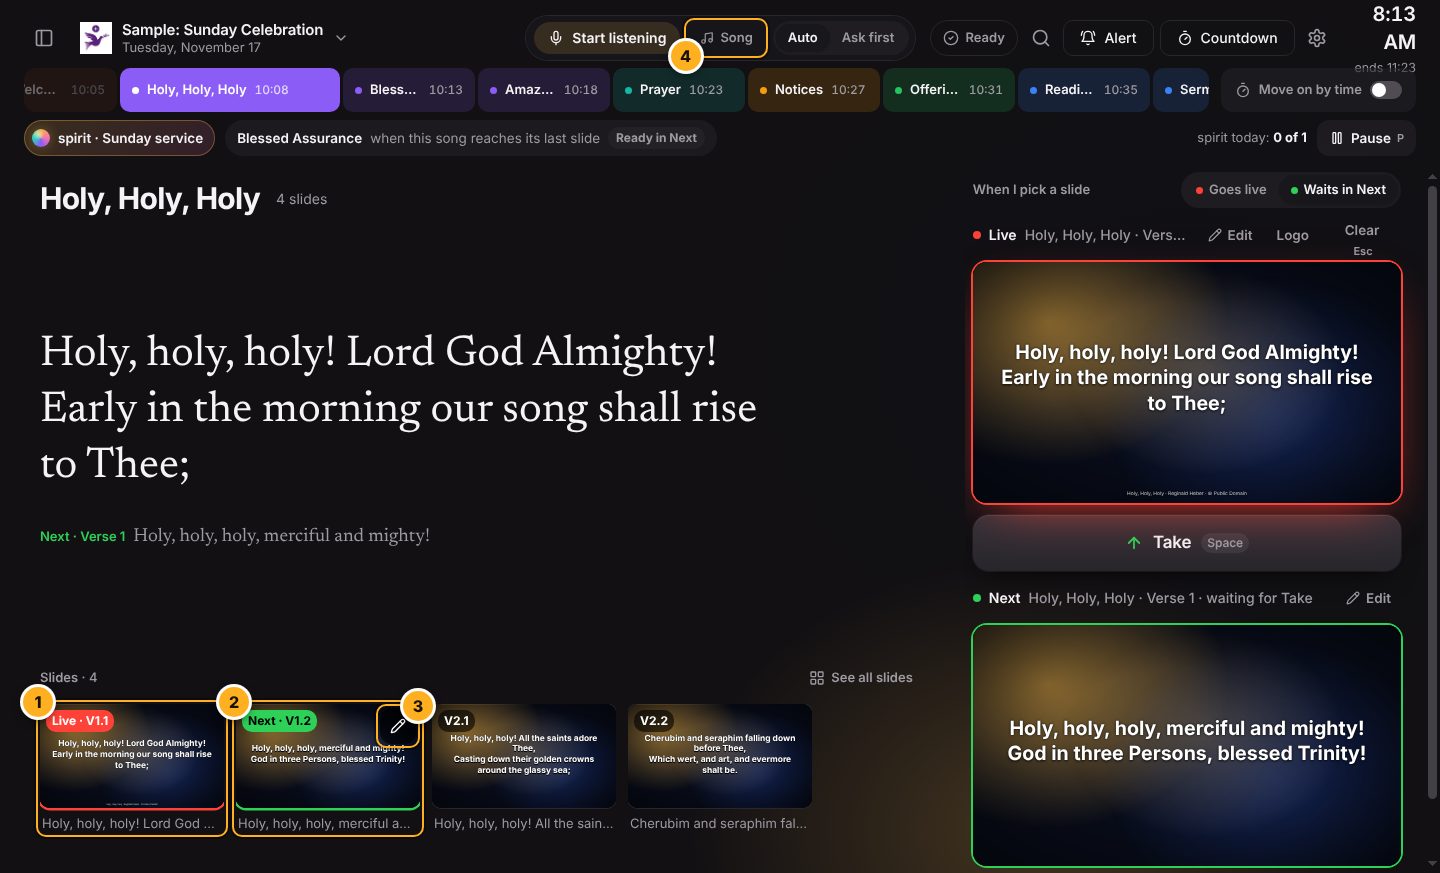 Sample: Sunday Celebration
Tuesday, November 17
Start listening
Song
Auto
Ask first
Ready
Alert
Countdown
8:13
AM
ends 11:23
4
elc... 10:05
Holy, Holy, Holy 10:08
Bless... 10:13
Amaz... 10:18
Prayer 10:23
Notices 10:27
Offeri... 10:31
Readi... 10:35
Serm
Move on by time
spirit · Sunday service
Blessed Assurance when this song reaches its last slide Ready in Next
spirit today: 0 of 1
Pause P
Holy, Holy, Holy 4 slides
When I pick a slide
Goes live
Waits in Next
Live Holy, Holy, Holy · Vers...
Edit
Logo
Clear
Esc
Holy, holy, holy! Lord God Almighty!
Early in the morning our song shall rise
to Thee;
Next · Verse 1 Holy, holy, holy, merciful and mighty!
Holy, holy, holy! Lord God Almighty!
Early in the morning our song shall rise
to Thee;
Holy, Holy, Holy · Reginald Heber · © Public Domain
Take Space
Next Holy, Holy, Holy · Verse 1 · waiting for Take
Edit
Holy, holy, holy, merciful and mighty!
God in three Persons, blessed Trinity!
Slides · 4
See all slides
1
Live · V1.1
Holy, holy, holy! Lord God Almighty!
Early in the morning our song shall rise
to Thee;
Holy, holy, holy! Lord God ...
2
Next · V1.2
3
Holy, holy, holy, merciful and mighty!
God in three Persons, blessed Trinity!
Holy, holy, holy, merciful a...
V2.1
Holy, holy, holy! All the saints adore
Thee,
Casting down their golden crowns
around the glassy sea;
Holy, holy, holy! All the sain...
V2.2
Cherubim and seraphim falling down
before Thee,
Which wert, and art, and evermore
shalt be.
Cherubim and seraphim fal...